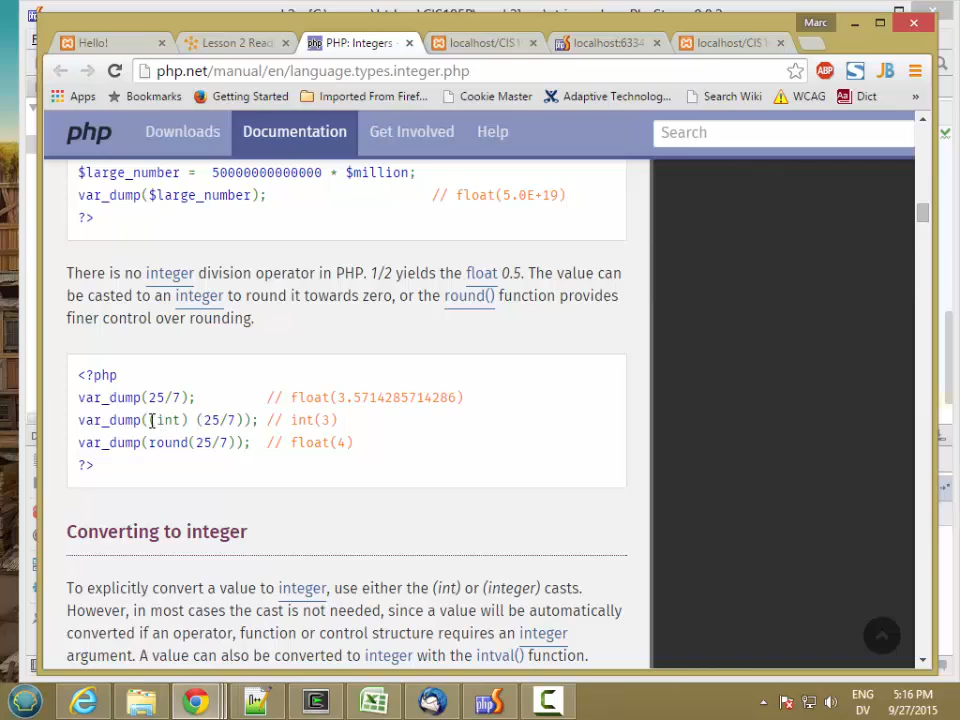 Marc
Hello!
Lesson 2 Read
PHP: Integers -
localhost/CIS1
localhost:6334
localhost/CIS1
php.net/manual/en/language.types.integer.php
ABP
S
JB
Apps
Bookmarks
Getting Started
Imported From Firef...
Cookie Master
Adaptive Technolog...
Search Wiki
WCAG
Dict
»
php
Downloads
Documentation
Get Involved
Help
Search
$large_number =  50000000000000 * $million;
var_dump($large_number);                     // float(5.0E+19)
?>
There is no integer division operator in PHP. 1/2 yields the float 0.5. The value can
be casted to an integer to round it towards zero, or the round() function provides
finer control over rounding.
<?php
var_dump(25/7);         // float(3.5714285714286)
var_dump((int) (25/7)); // int(3)
var_dump(round(25/7));  // float(4)
?>
Converting to integer
To explicitly convert a value to integer, use either the (int) or (integer) casts.
However, in most cases the cast is not needed, since a value will be automatically
converted if an operator, function or control structure requires an integer
argument. A value can also be converted to integer with the intval() function.
ENG
DV
5:16 PM
9/27/2015